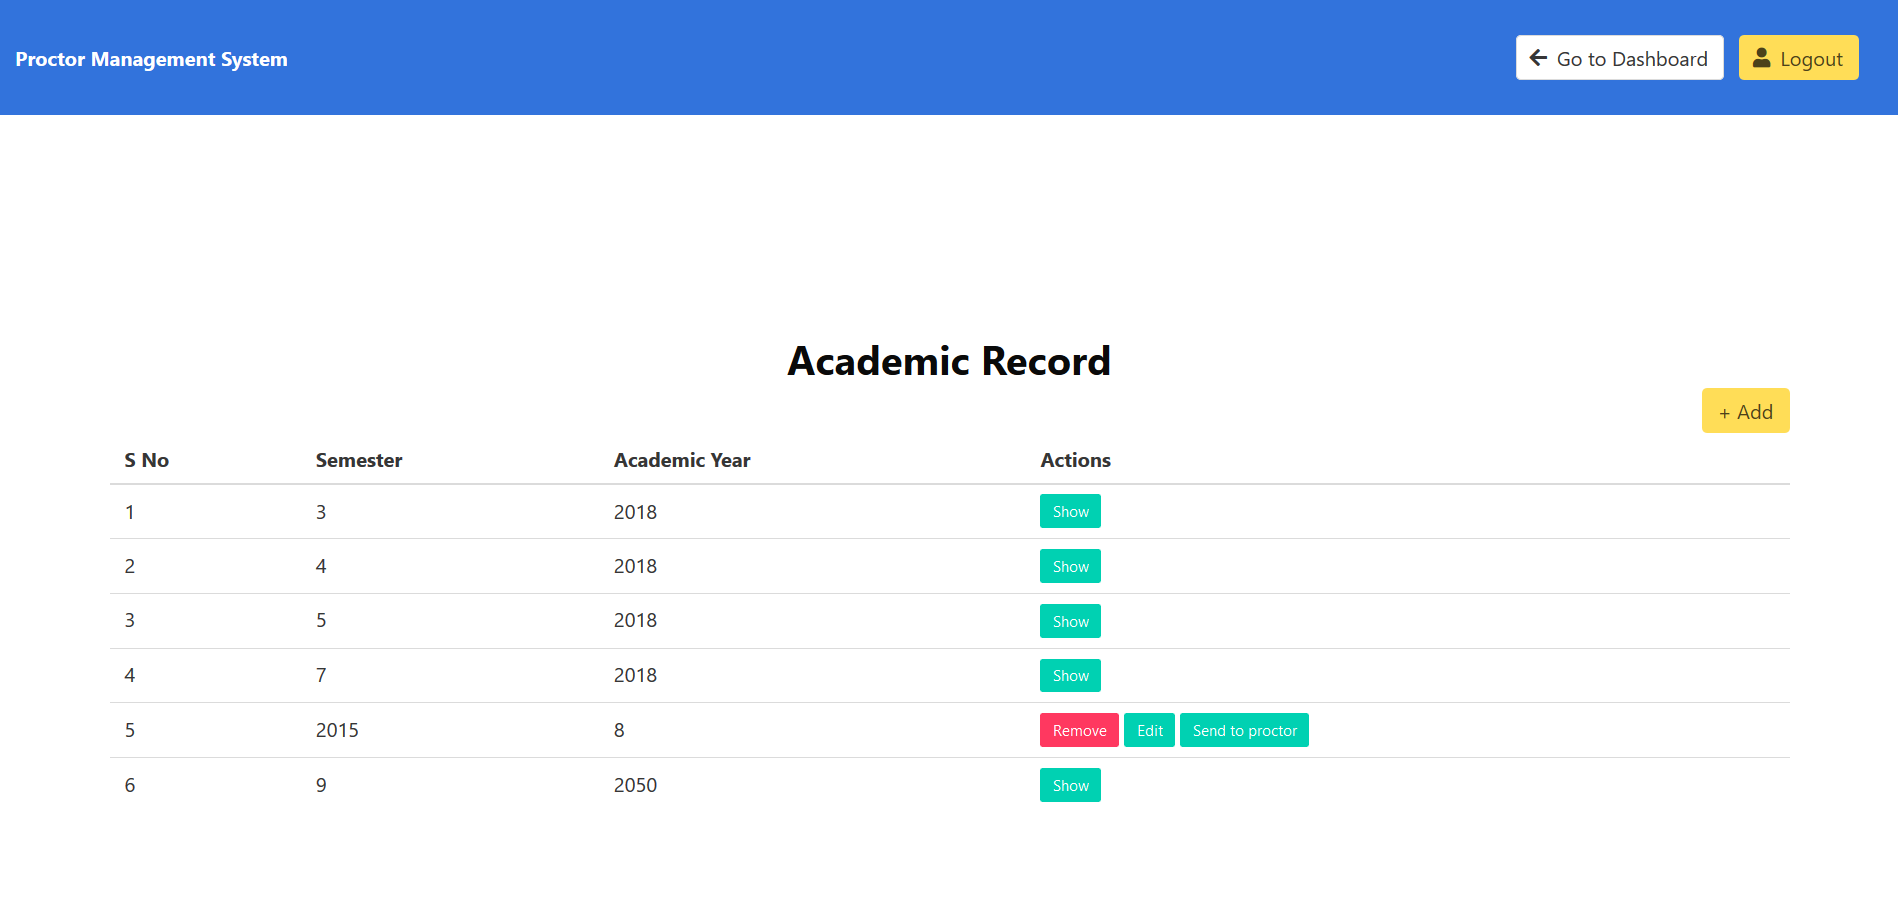 Proctor Management System
Go to Dashboard
Logout
Academic Record
+ Add
S No Semester Academic Year Actions
1 3 2018 Show
2 4 2018 Show
3 5 2018 Show
4 7 2018 Show
5 2015 8 Remove Edit Send to proctor
6 9 2050 Show